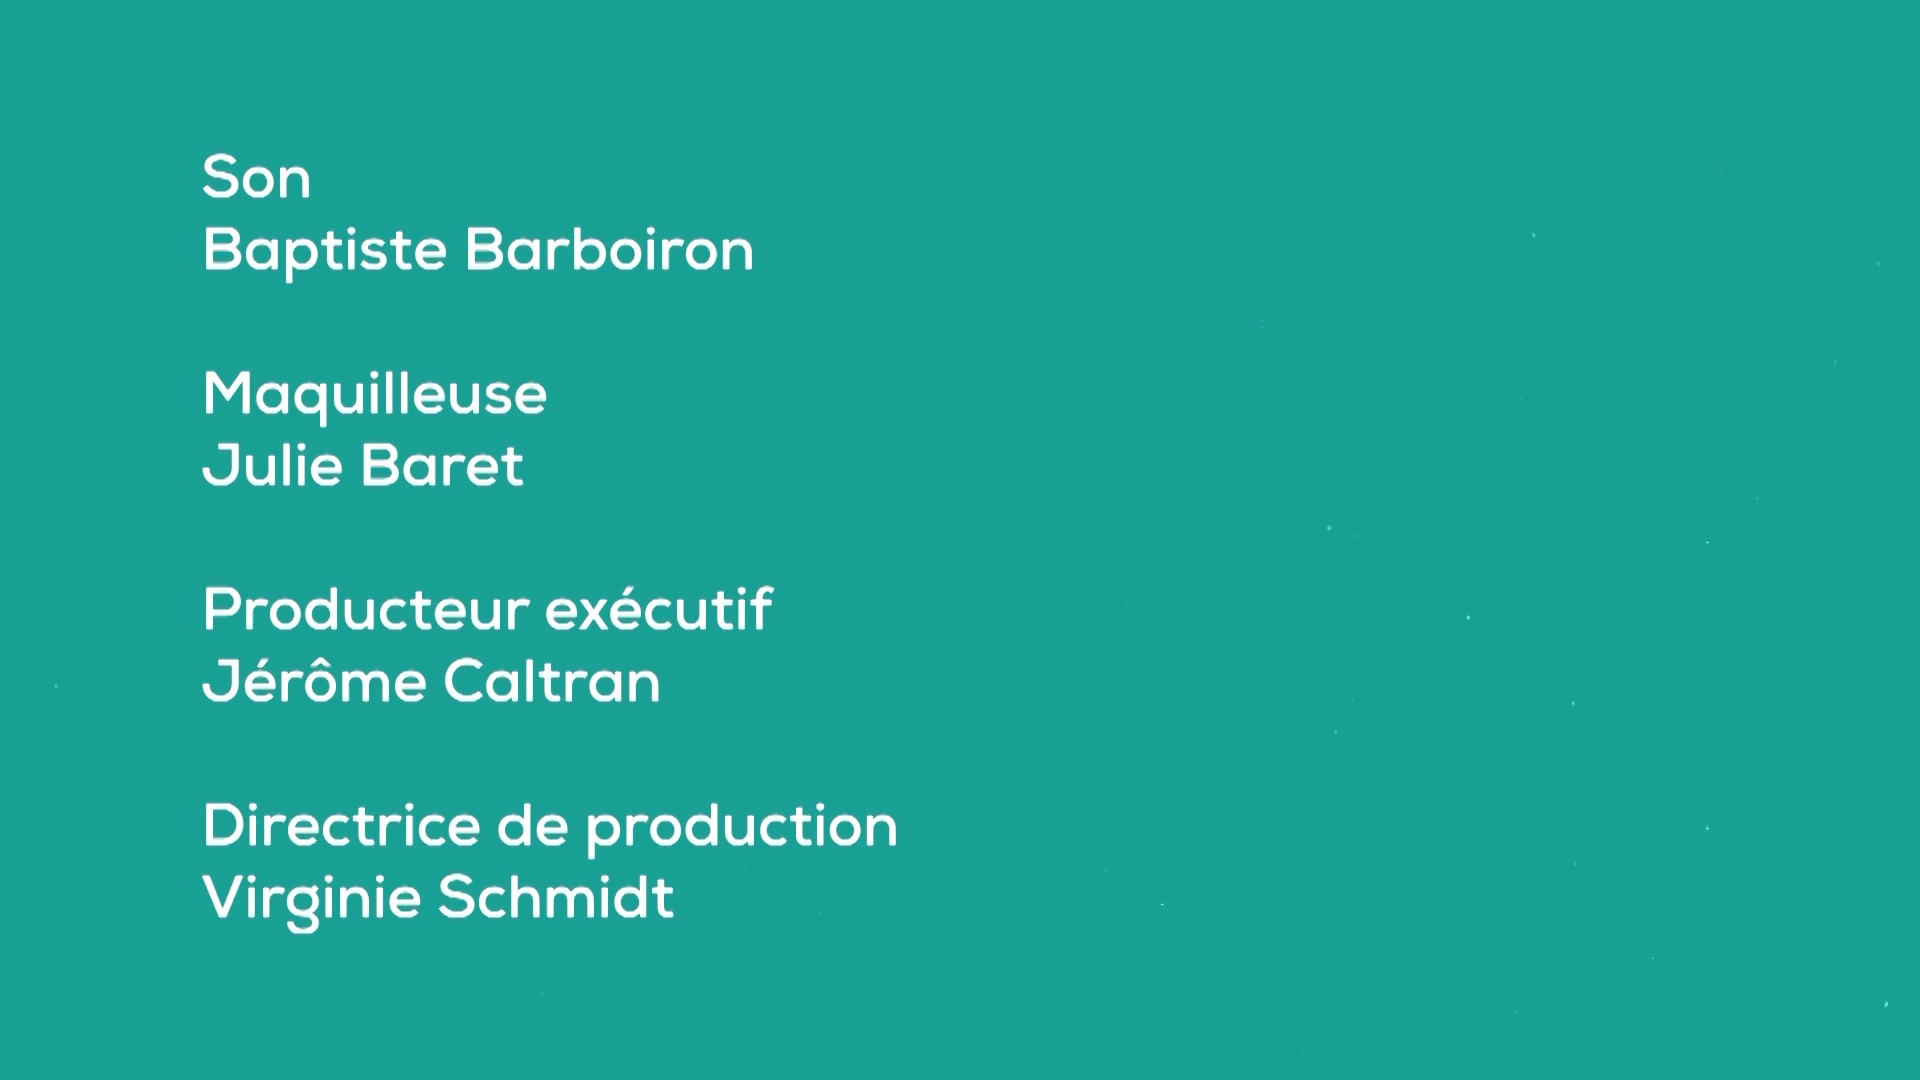 Son
Baptiste Barboiron
Maquilleuse
Julie Baret
Producteur exécutif
Jérôme Caltran
Directrice de production
Virginie Schmidt